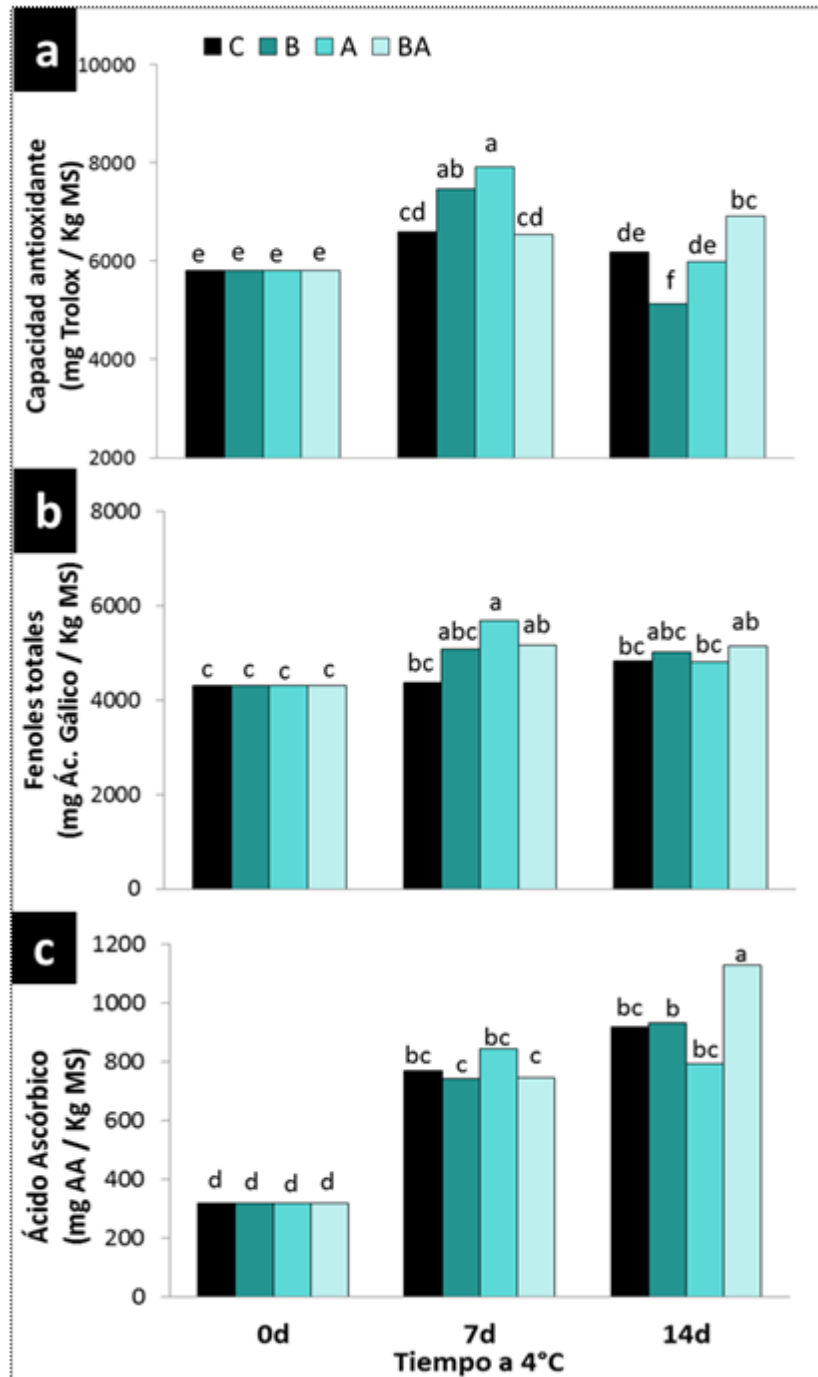 a
C B A BA
Capacidad antioxidante
(mg Trolox / Kg MS)
10000
8000
6000
4000
2000
e e e e
cd ab a cd
de f de bc
b
Fenoles totales
(mg Ác. Gálico / Kg MS)
8000
6000
4000
2000
0
c c c c
bc abc a ab
bc abc bc ab
c
Ácido Ascórbico
(mg AA / Kg MS)
1200
1000
800
600
400
200
0
d d d d
bc c bc c
bc b bc a
0d 7d 14d
Tiempo a 4°C